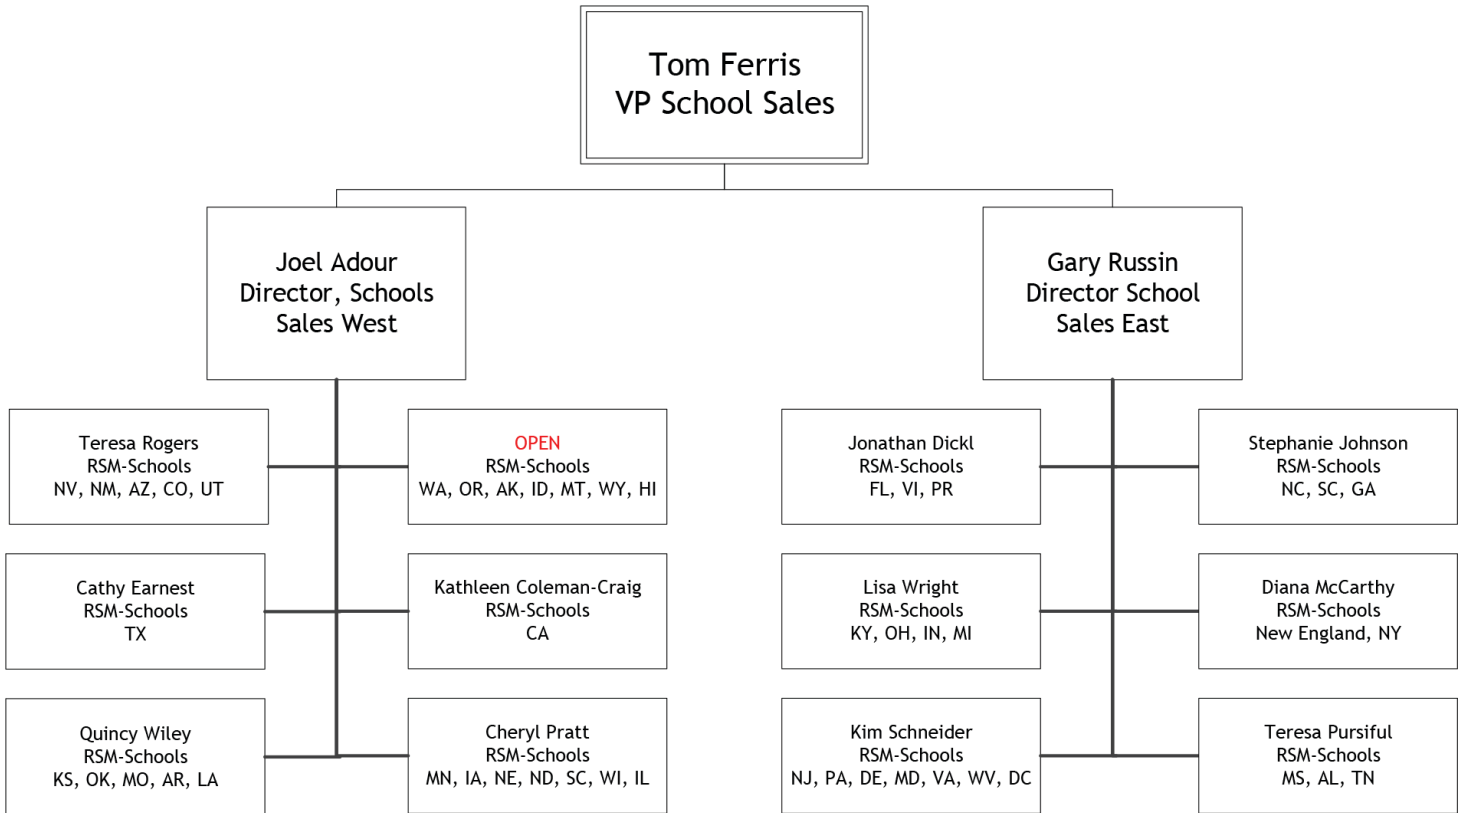 Tom Ferris
VP School Sales
Joel Adour
Director, Schools
Sales West
Gary Russin
Director School
Sales East
Teresa Rogers
RSM-Schools
NV, NM, AZ, CO, UT
OPEN
RSM-Schools
WA, OR, AK, ID, MT, WY, HI
Jonathan Dickl
RSM-Schools
FL, VI, PR
Stephanie Johnson
RSM-Schools
NC, SC, GA
Cathy Earnest
RSM-Schools
TX
Kathleen Coleman-Craig
RSM-Schools
CA
Lisa Wright
RSM-Schools
KY, OH, IN, MI
Diana McCarthy
RSM-Schools
New England, NY
Quincy Wiley
RSM-Schools
KS, OK, MO, AR, LA
Cheryl Pratt
RSM-Schools
MN, IA, NE, ND, SC, WI, IL
Kim Schneider
RSM-Schools
NJ, PA, DE, MD, VA, WV, DC
Teresa Pursiful
RSM-Schools
MS, AL, TN